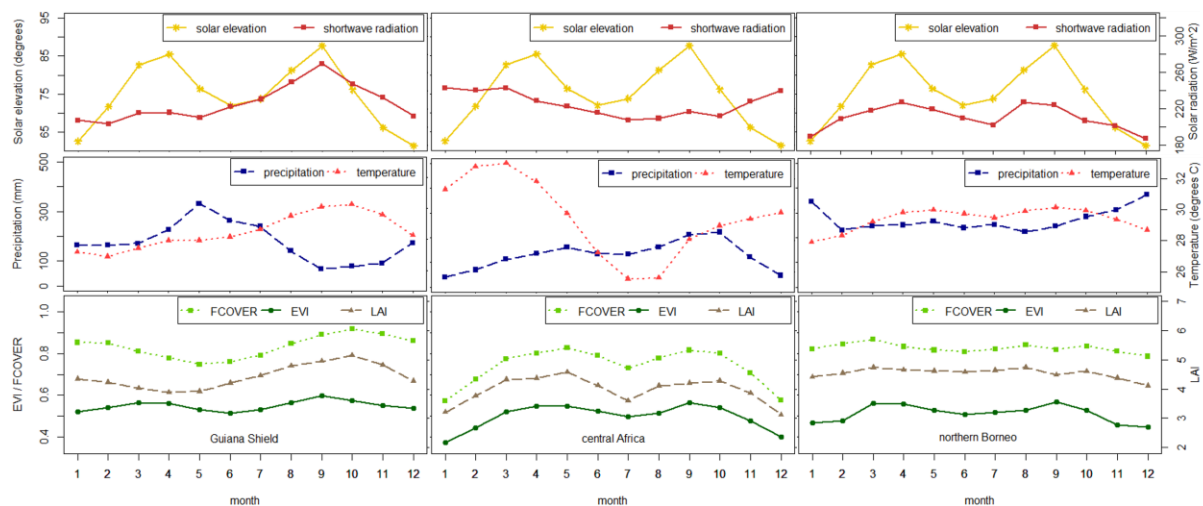 solar elevation shortwave radiation
solar elevation shortwave radiation
solar elevation shortwave radiation
Solar elevation (degrees)
95
85
75
65
Solar radiation (W/m^2)
320
280
240
200
180
precipitation temperature
precipitation temperature
precipitation temperature
Precipitation (mm)
500
300
100
0
Temperature (degrees C)
32
30
28
26
FCOVER EVI LAI
FCOVER EVI LAI
FCOVER EVI LAI
EVI / FCOVER
1.0
0.8
0.6
0.4
LAI
7
6
5
4
3
2
Guiana Shield
central Africa
northern Borneo
1 2 3 4 5 6 7 8 9 10 11 12
1 2 3 4 5 6 7 8 9 10 11 12
1 2 3 4 5 6 7 8 9 10 11 12
month
month
month